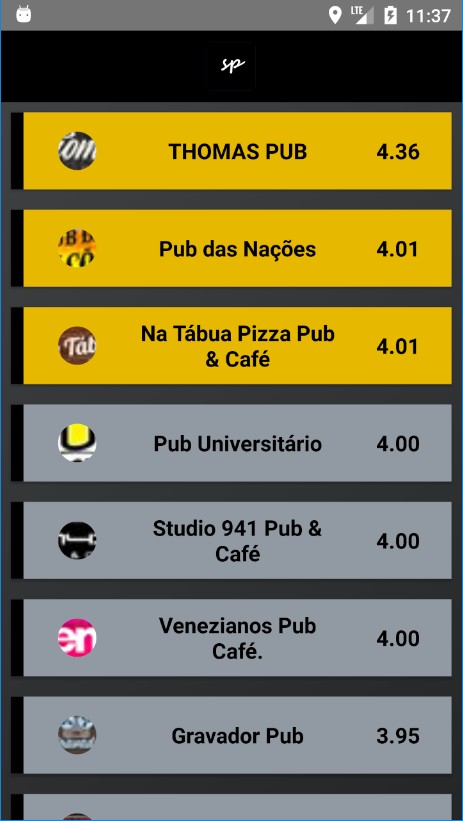 LTE 11:37
sp
THOMAS PUB 4.36
Pub das Nações 4.01
Na Tábua Pizza Pub
& Café 4.01
Pub Universitário 4.00
Studio 941 Pub &
Café 4.00
Venezianos Pub
Café. 4.00
Gravador Pub 3.95